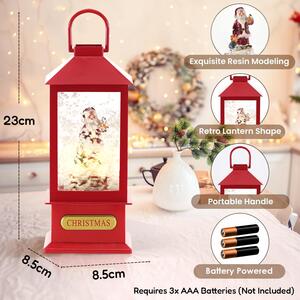 Exquisite Resin Modeling
23cm
Retro Lantern Shape
Portable Handle
CHRISTMAS
8.5cm
8.5cm
Battery Powered
Requires 3x AAA Batteries (Not Included)